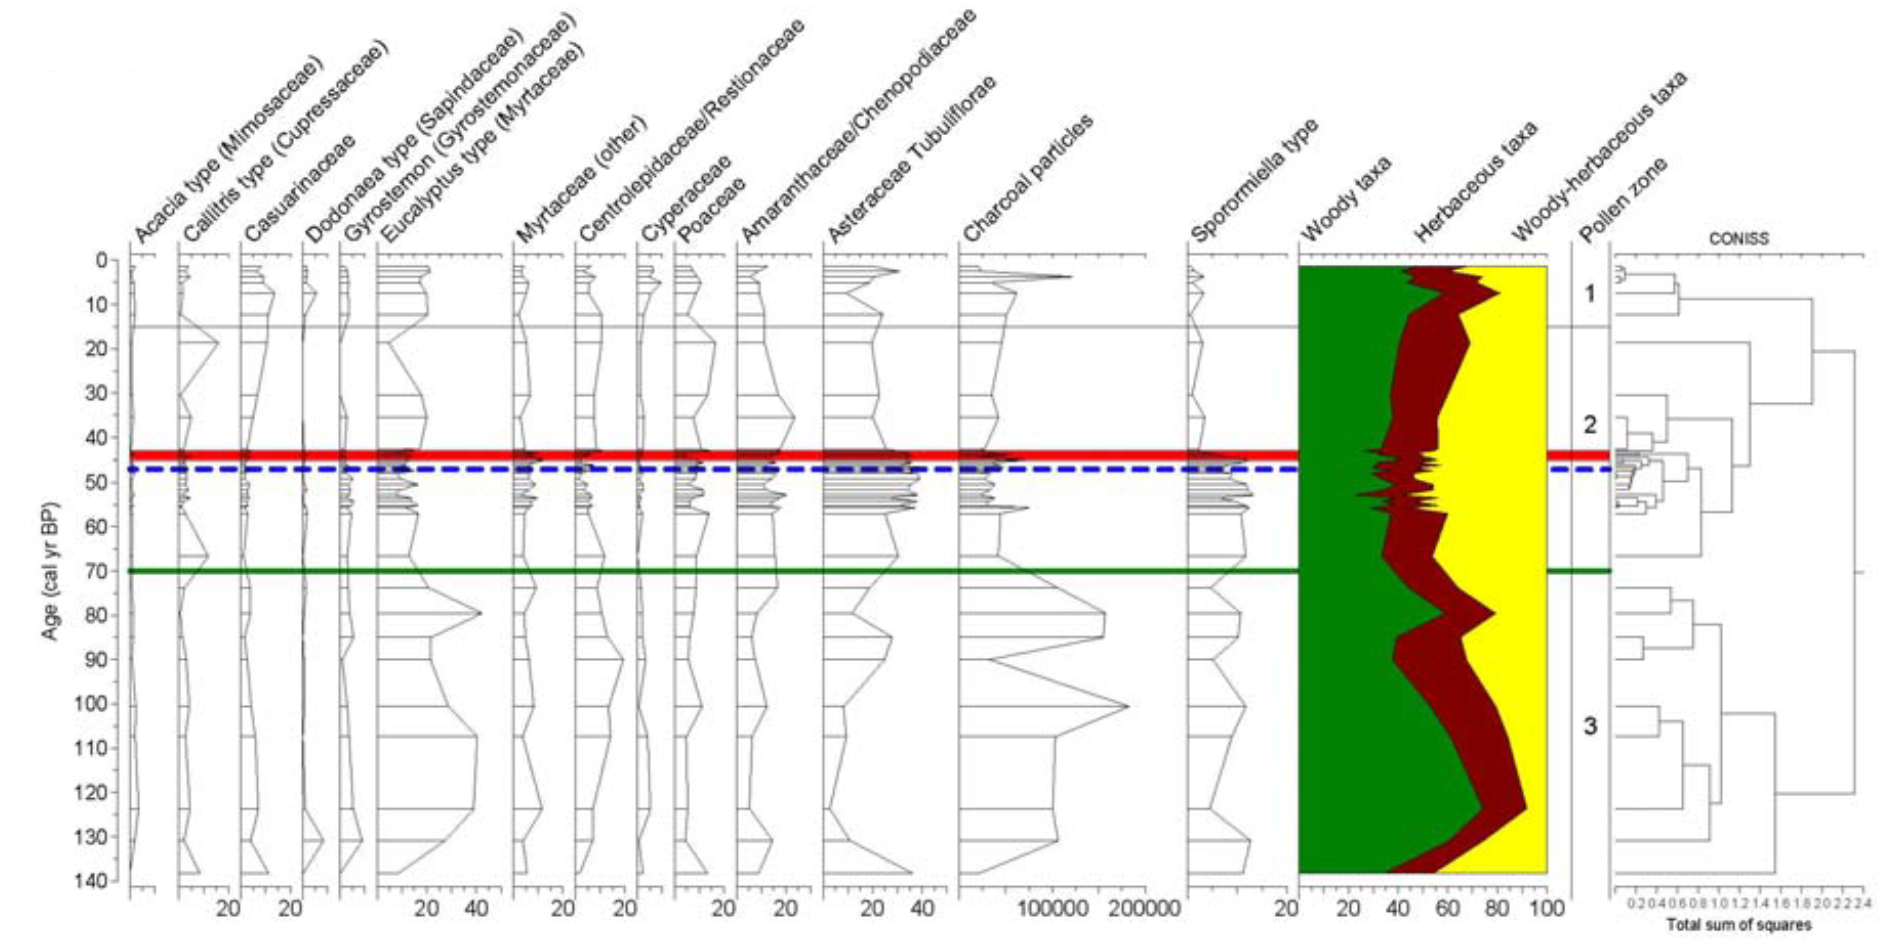 Acacia type (Mimosaceae)
Callitris type (Cupressaceae)
Casuarinaceae
Dodonaea type (Sapindaceae)
Gyrostemon (Gyrostemonaceae)
Eucalyptus type (Myrtaceae)
Myrtaceae (other)
Centrolepidaceae/Restionaceae
Cyperaceae
Poaceae
Amaranthaceae/Chenopodiaceae
Asteraceae Tubuliflorae
Charcoal particles
Sporormiella type
Woody taxa
Herbaceous taxa
Woody-herbaceous taxa
Pollen zone
CONISS
Age (cal yr BP)
0
10
20
30
40
50
60
70
80
90
100
110
120
130
140
1
2
3
20 20 20 40 20 20 20 20 20 40 100000 200000 20 20 40 60 80 100
0.2 0.4 0.6 0.8 1.0 1.2 1.4 1.6 1.8 2.0 2.2 2.4
Total sum of squares